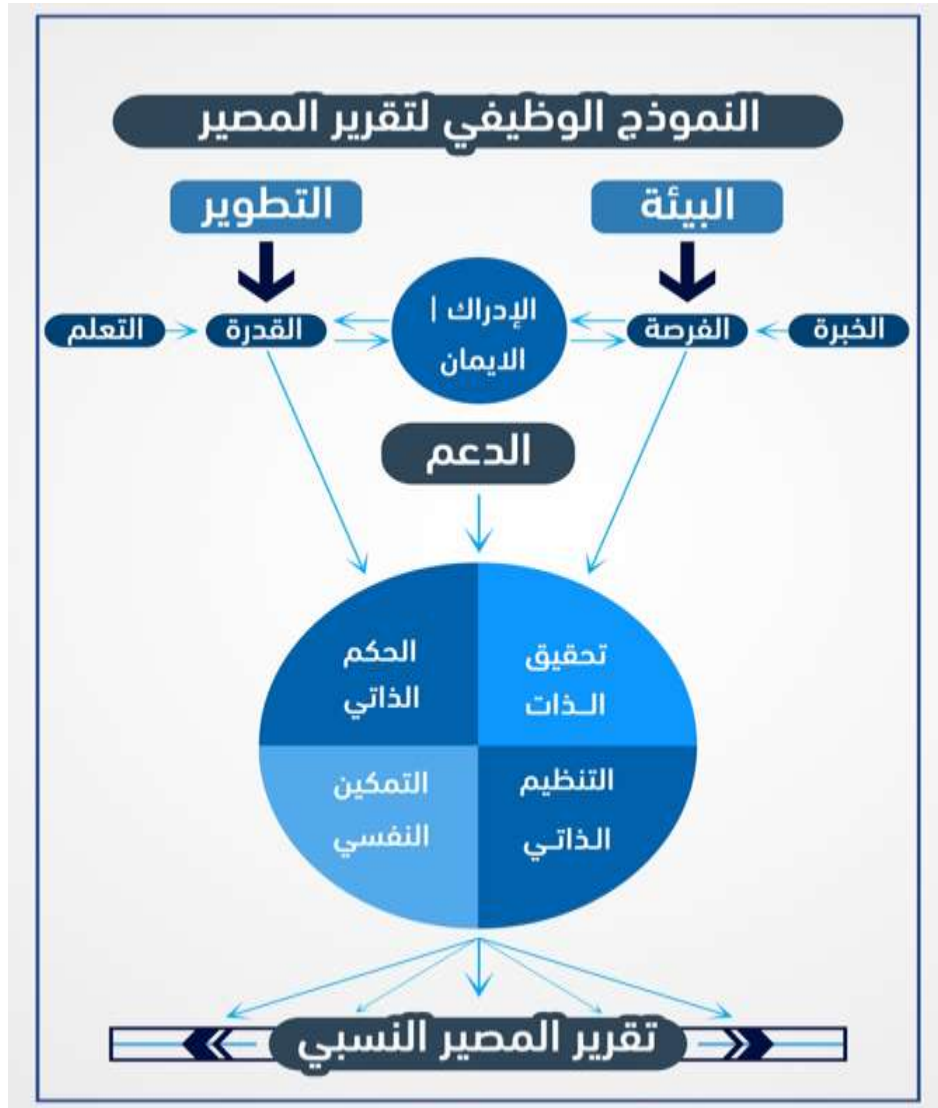 النموذج الوظيفي لتقرير المصير
البيئة
التطوير
الخبرة
الفرصة
الإدراك |
الايمان
القدرة
التعلم
الدعم
تحقيق
الــذات
الحكم
الذاتي
التنظيم
الذاتـي
التمكين
النفسي
تقرير المصير النسبي